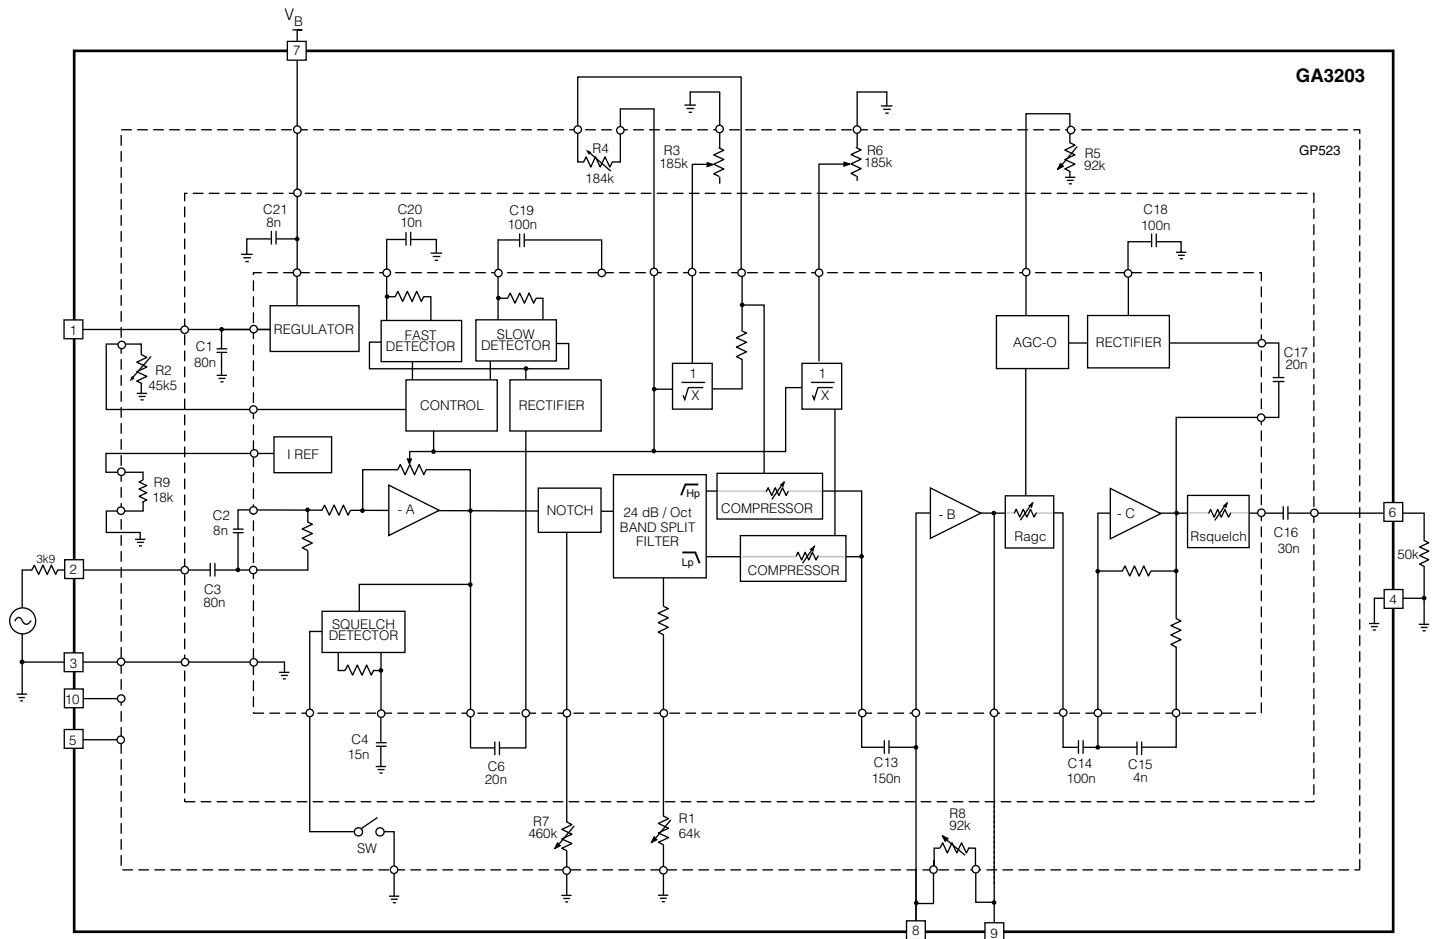 V
B
7
GA3203
GP523
R4
184k
R3
185k
R6
185k
R5
92k
C21
8n
C20
10n
C19
100n
C18
100n
1
REGULATOR
C1
80n
R2
45k5
FAST
DETECTOR
SLOW
DETECTOR
CONTROL
RECTIFIER
1
√X
1
√X
AGC-O
RECTIFIER
C17
20n
I REF
R9
18k
C2
8n
3k9
2
C3
80n
- A
NOTCH
24 dB / Oct
BAND SPLIT
FILTER
Hp
Lp
COMPRESSOR
COMPRESSOR
- B
Ragc
- C
Rsquelch
C16
30n
6
50k
4
SQUELCH
DETECTOR
3
10
5
C4
15n
C6
20n
C13
150n
C14
100n
C15
4n
SW
R7
460k
R1
64k
R8
92k
8
9